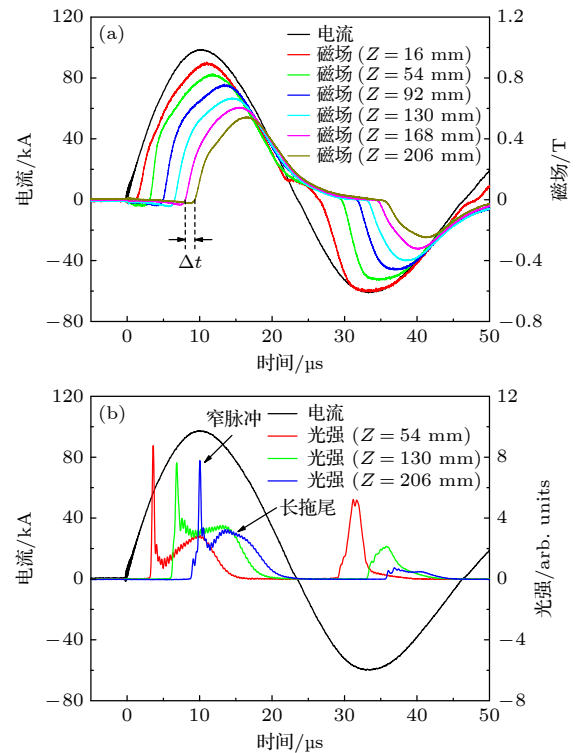 (a)
电流
磁场 (Z = 16 mm)
磁场 (Z = 54 mm)
磁场 (Z = 92 mm)
磁场 (Z = 130 mm)
磁场 (Z = 168 mm)
磁场 (Z = 206 mm)
Δt
120
80
40
0
-40
-80
电流/kA
1.2
0.8
0.4
0
-0.4
-0.8
磁场/T
0 10 20 30 40 50
时间/μs
(b)
电流
光强 (Z = 54 mm)
光强 (Z = 130 mm)
光强 (Z = 206 mm)
窄脉冲
长拖尾
120
80
40
0
-40
-80
电流/kA
12
8
4
0
-4
-8
光强/arb. units
0 10 20 30 40 50
时间/μs